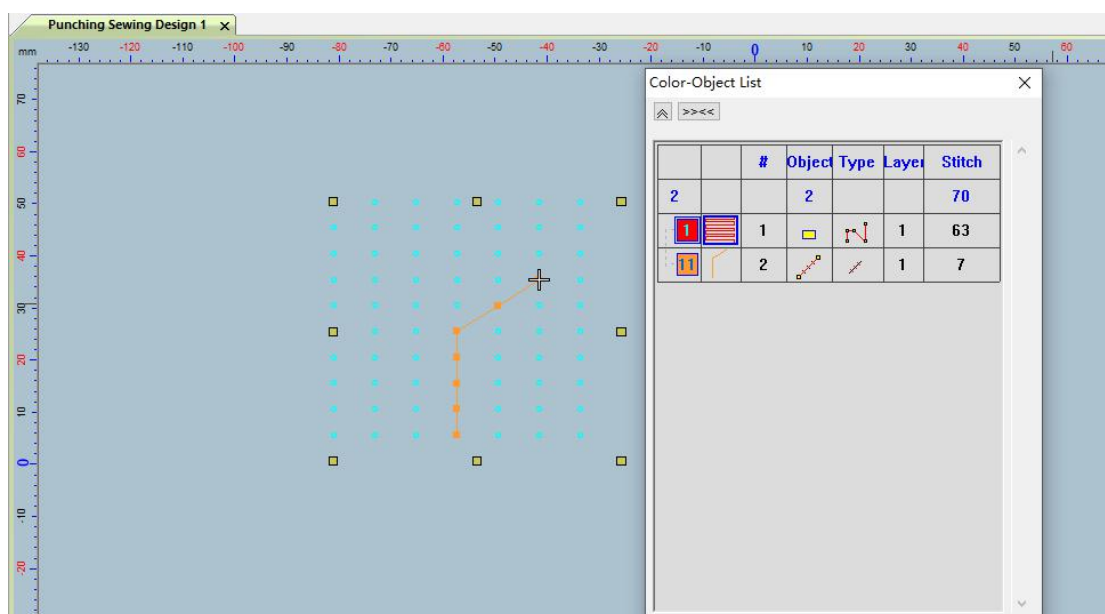 Punching Sewing Design 1 ×
mm -130 -120 -110 -100 -90 -80 -70 -60 -50 -40 -30 -20 -10 0 10 20 30 40 50 60
70
60
50
40
30
20
10
0
-10
-20
Color-Object List
>><<
# Object Type Layer Stitch
2 2 70
1 1 1 63
11 2 1 7